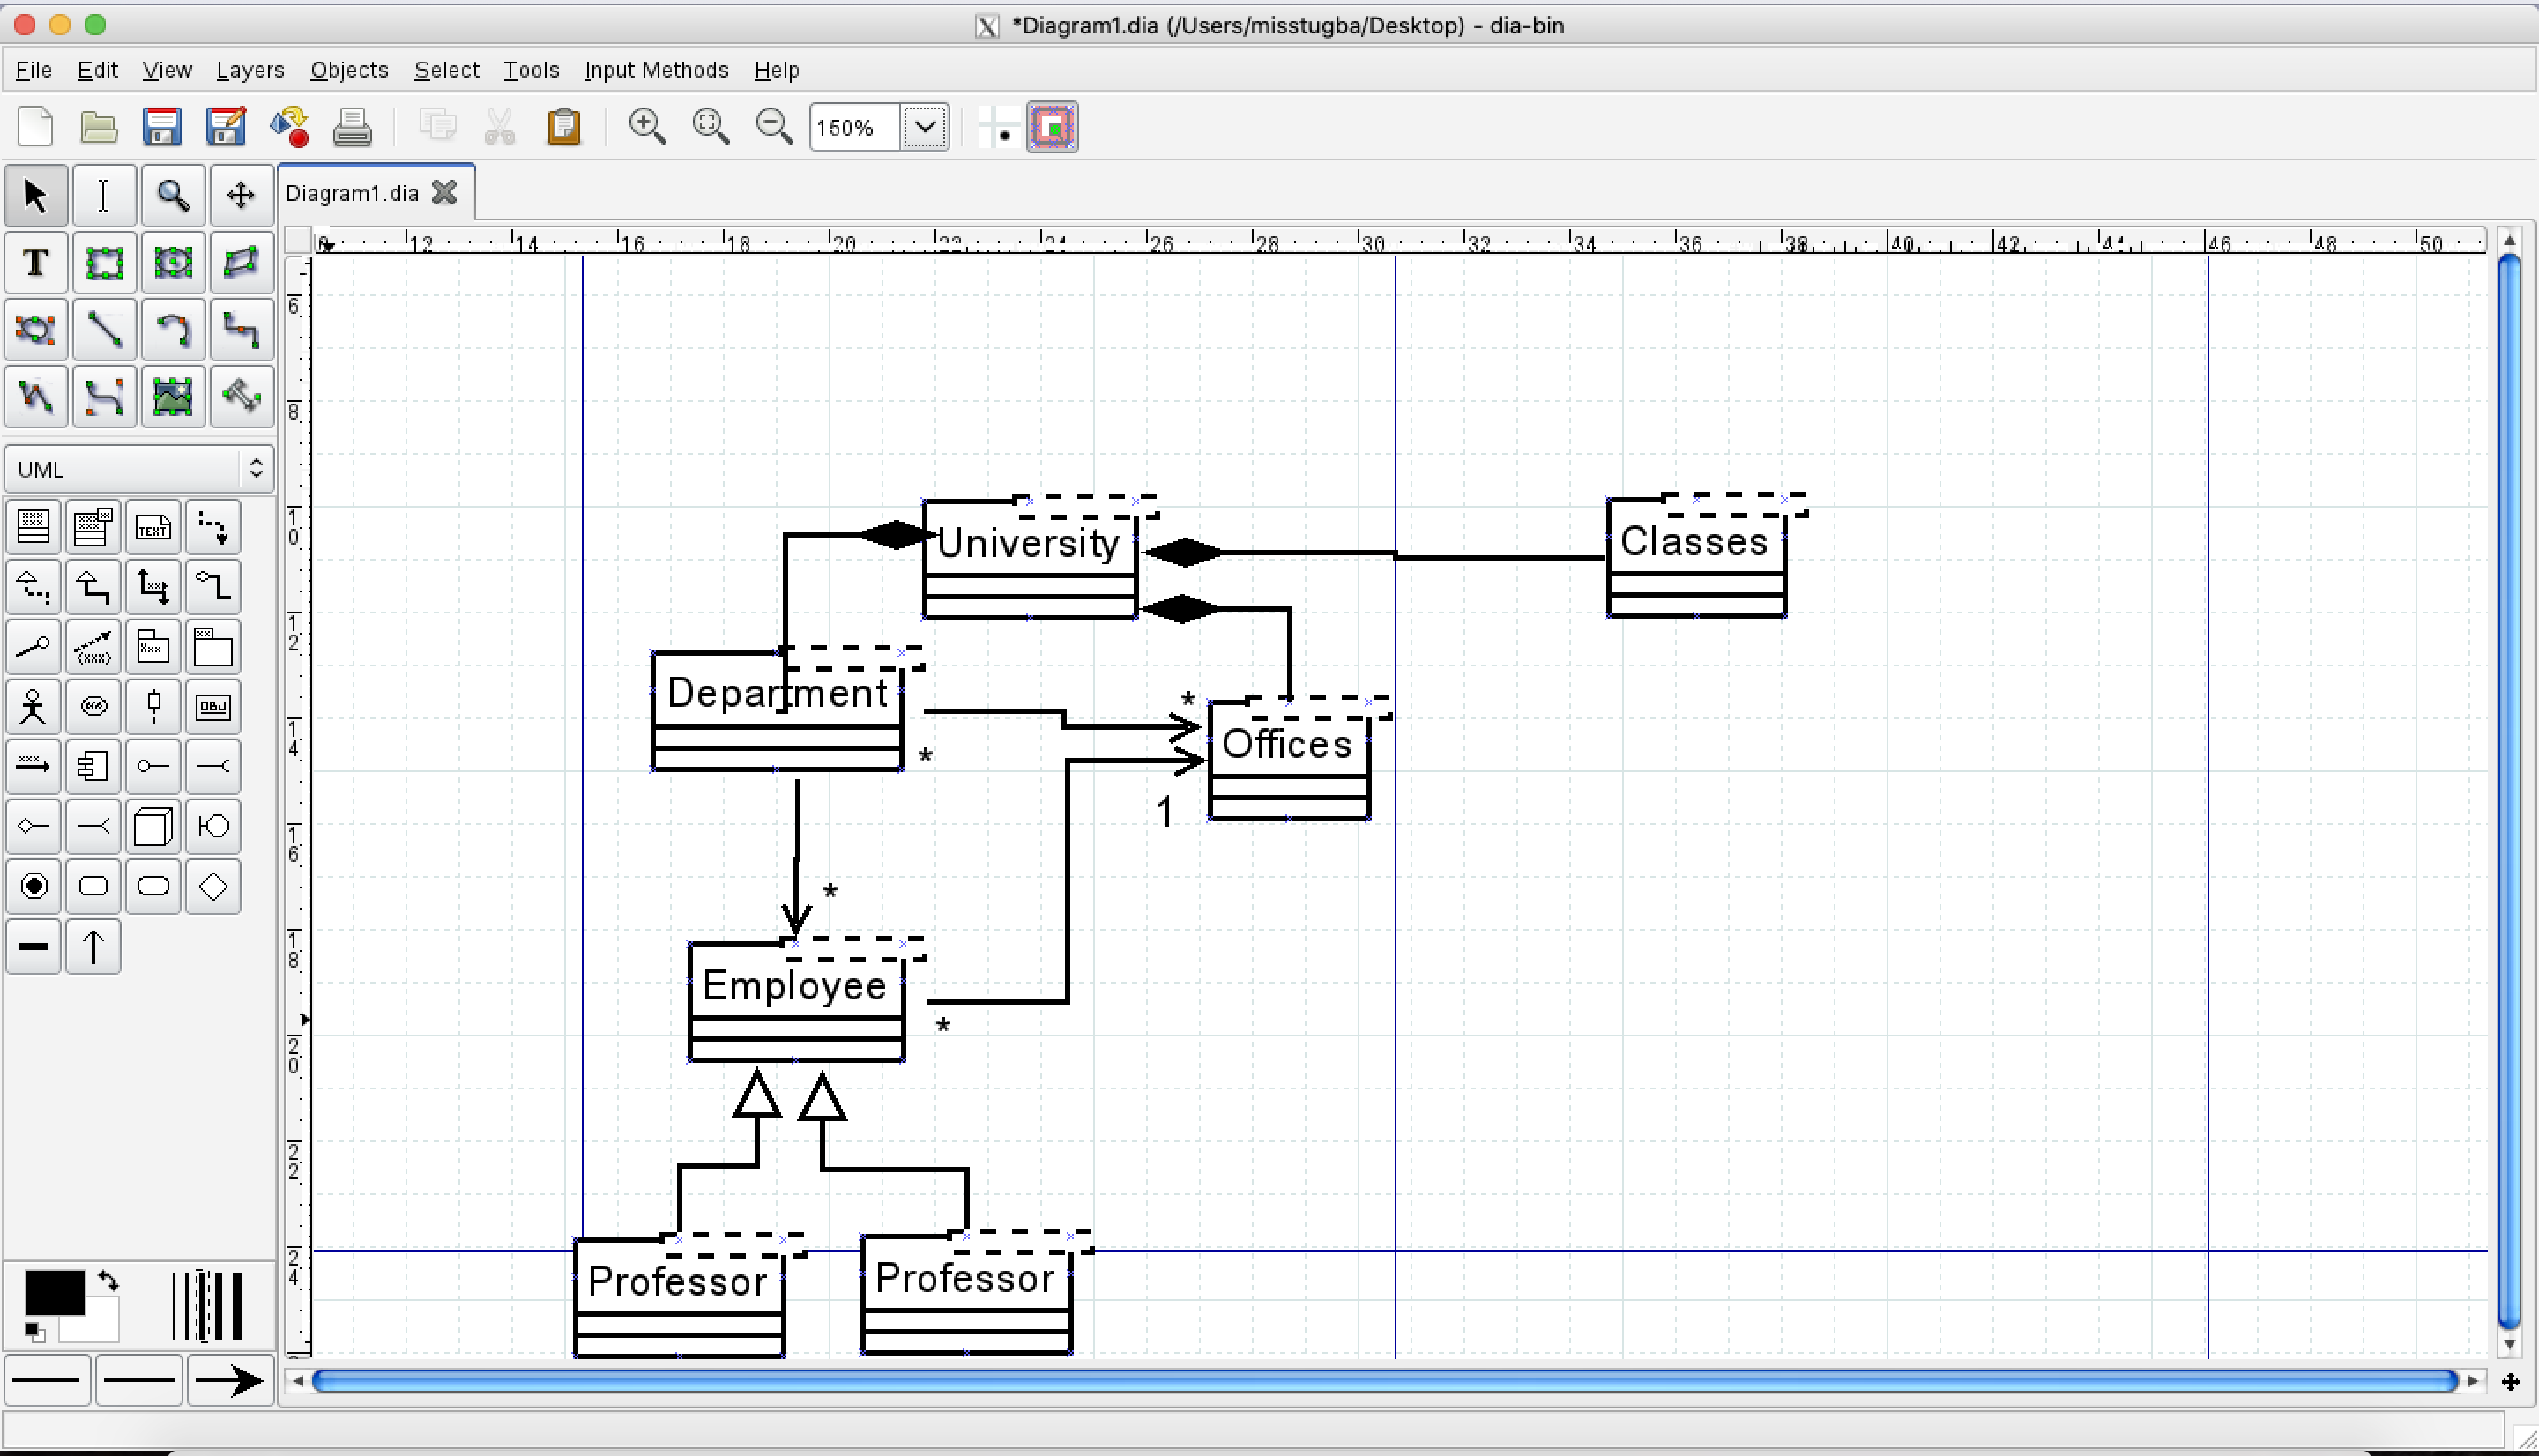 *Diagram1.dia (/Users/misstugba/Desktop) - dia-bin
File Edit View Layers Objects Select Tools Input Methods Help
150%
Diagram1.dia
12 14 16 18 20 22 24 26 28 30 32 34 36 38 40 42 44 46 48 50
T
UML
TEXT
OBJ
6
8
10
12
14
16
18
20
22
24
University
Classes
Department
*
*
Offices
1
*
Employee
*
Professor
Professor